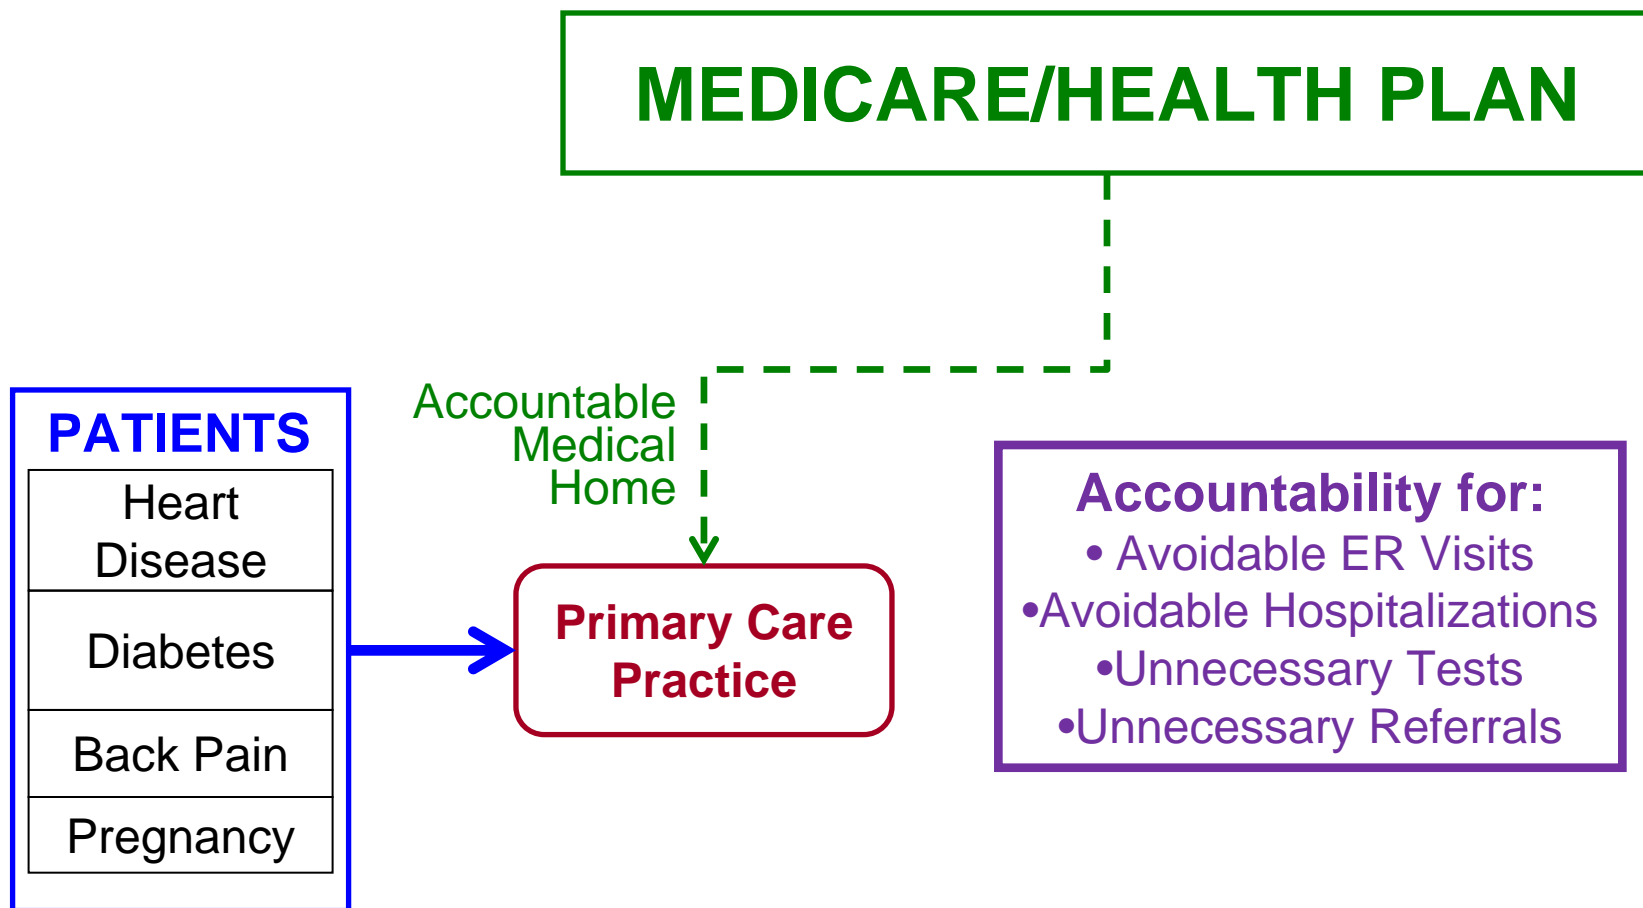 MEDICARE/HEALTH PLAN
PATIENTS
Heart
Disease
Diabetes
Back Pain
Pregnancy
Accountable
Medical
Home
Primary Care
Practice
Accountability for:
• Avoidable ER Visits
•Avoidable Hospitalizations
•Unnecessary Tests
•Unnecessary Referrals